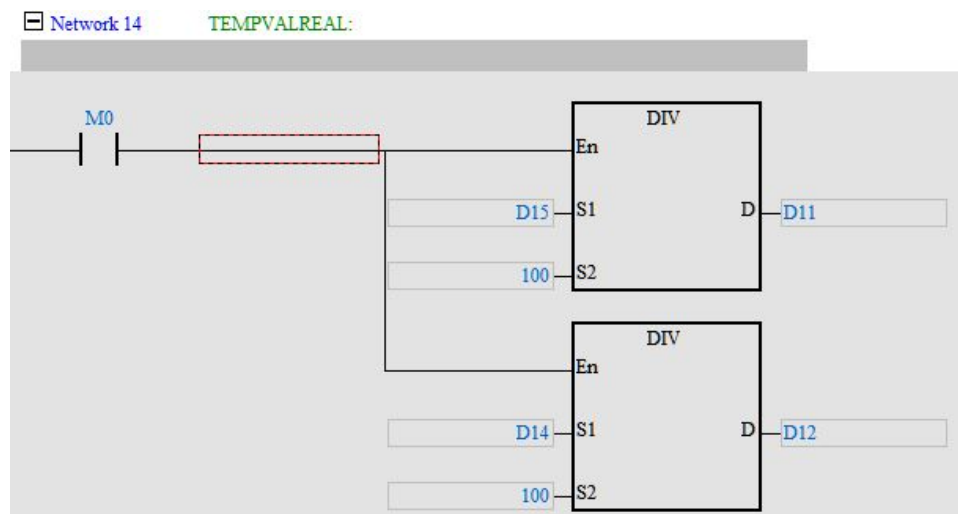 Network 14 TEMPVALREAL:
M0
DIV
En
D15 S1 D D11
100 S2
DIV
En
D14 S1 D D12
100 S2